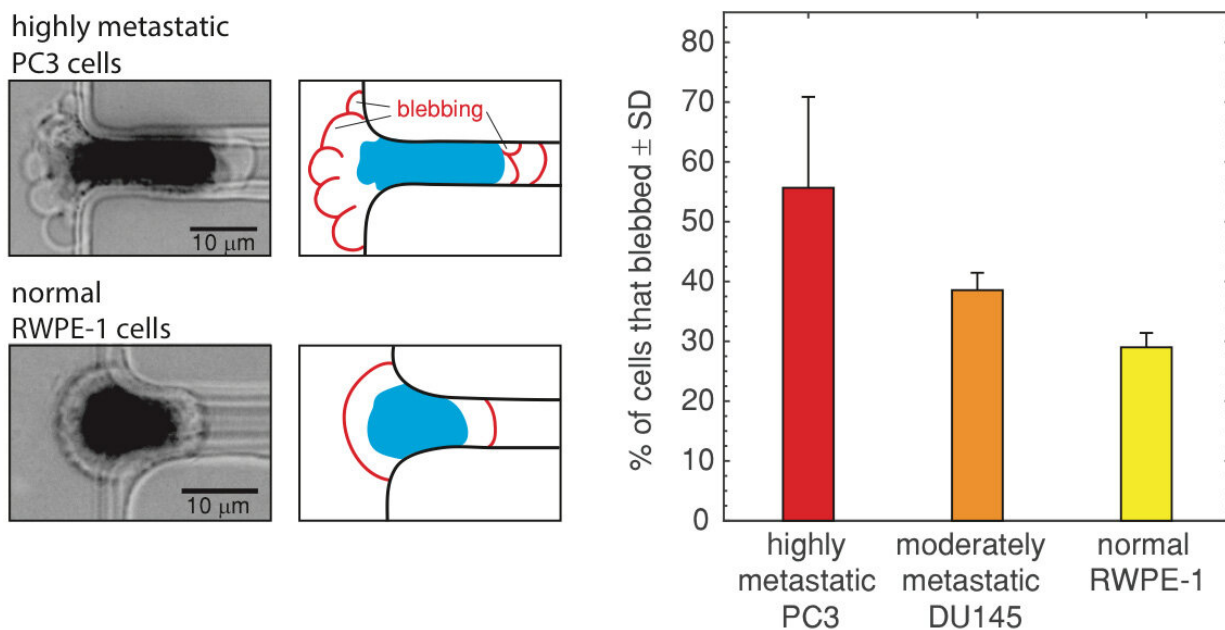 highly metastatic
PC3 cells
10 μm
blebbing
normal
RWPE-1 cells
10 μm
% of cells that blebbed ± SD
80
70
60
50
40
30
20
10
0
highly
metastatic
PC3
moderately
metastatic
DU145
normal
RWPE-1